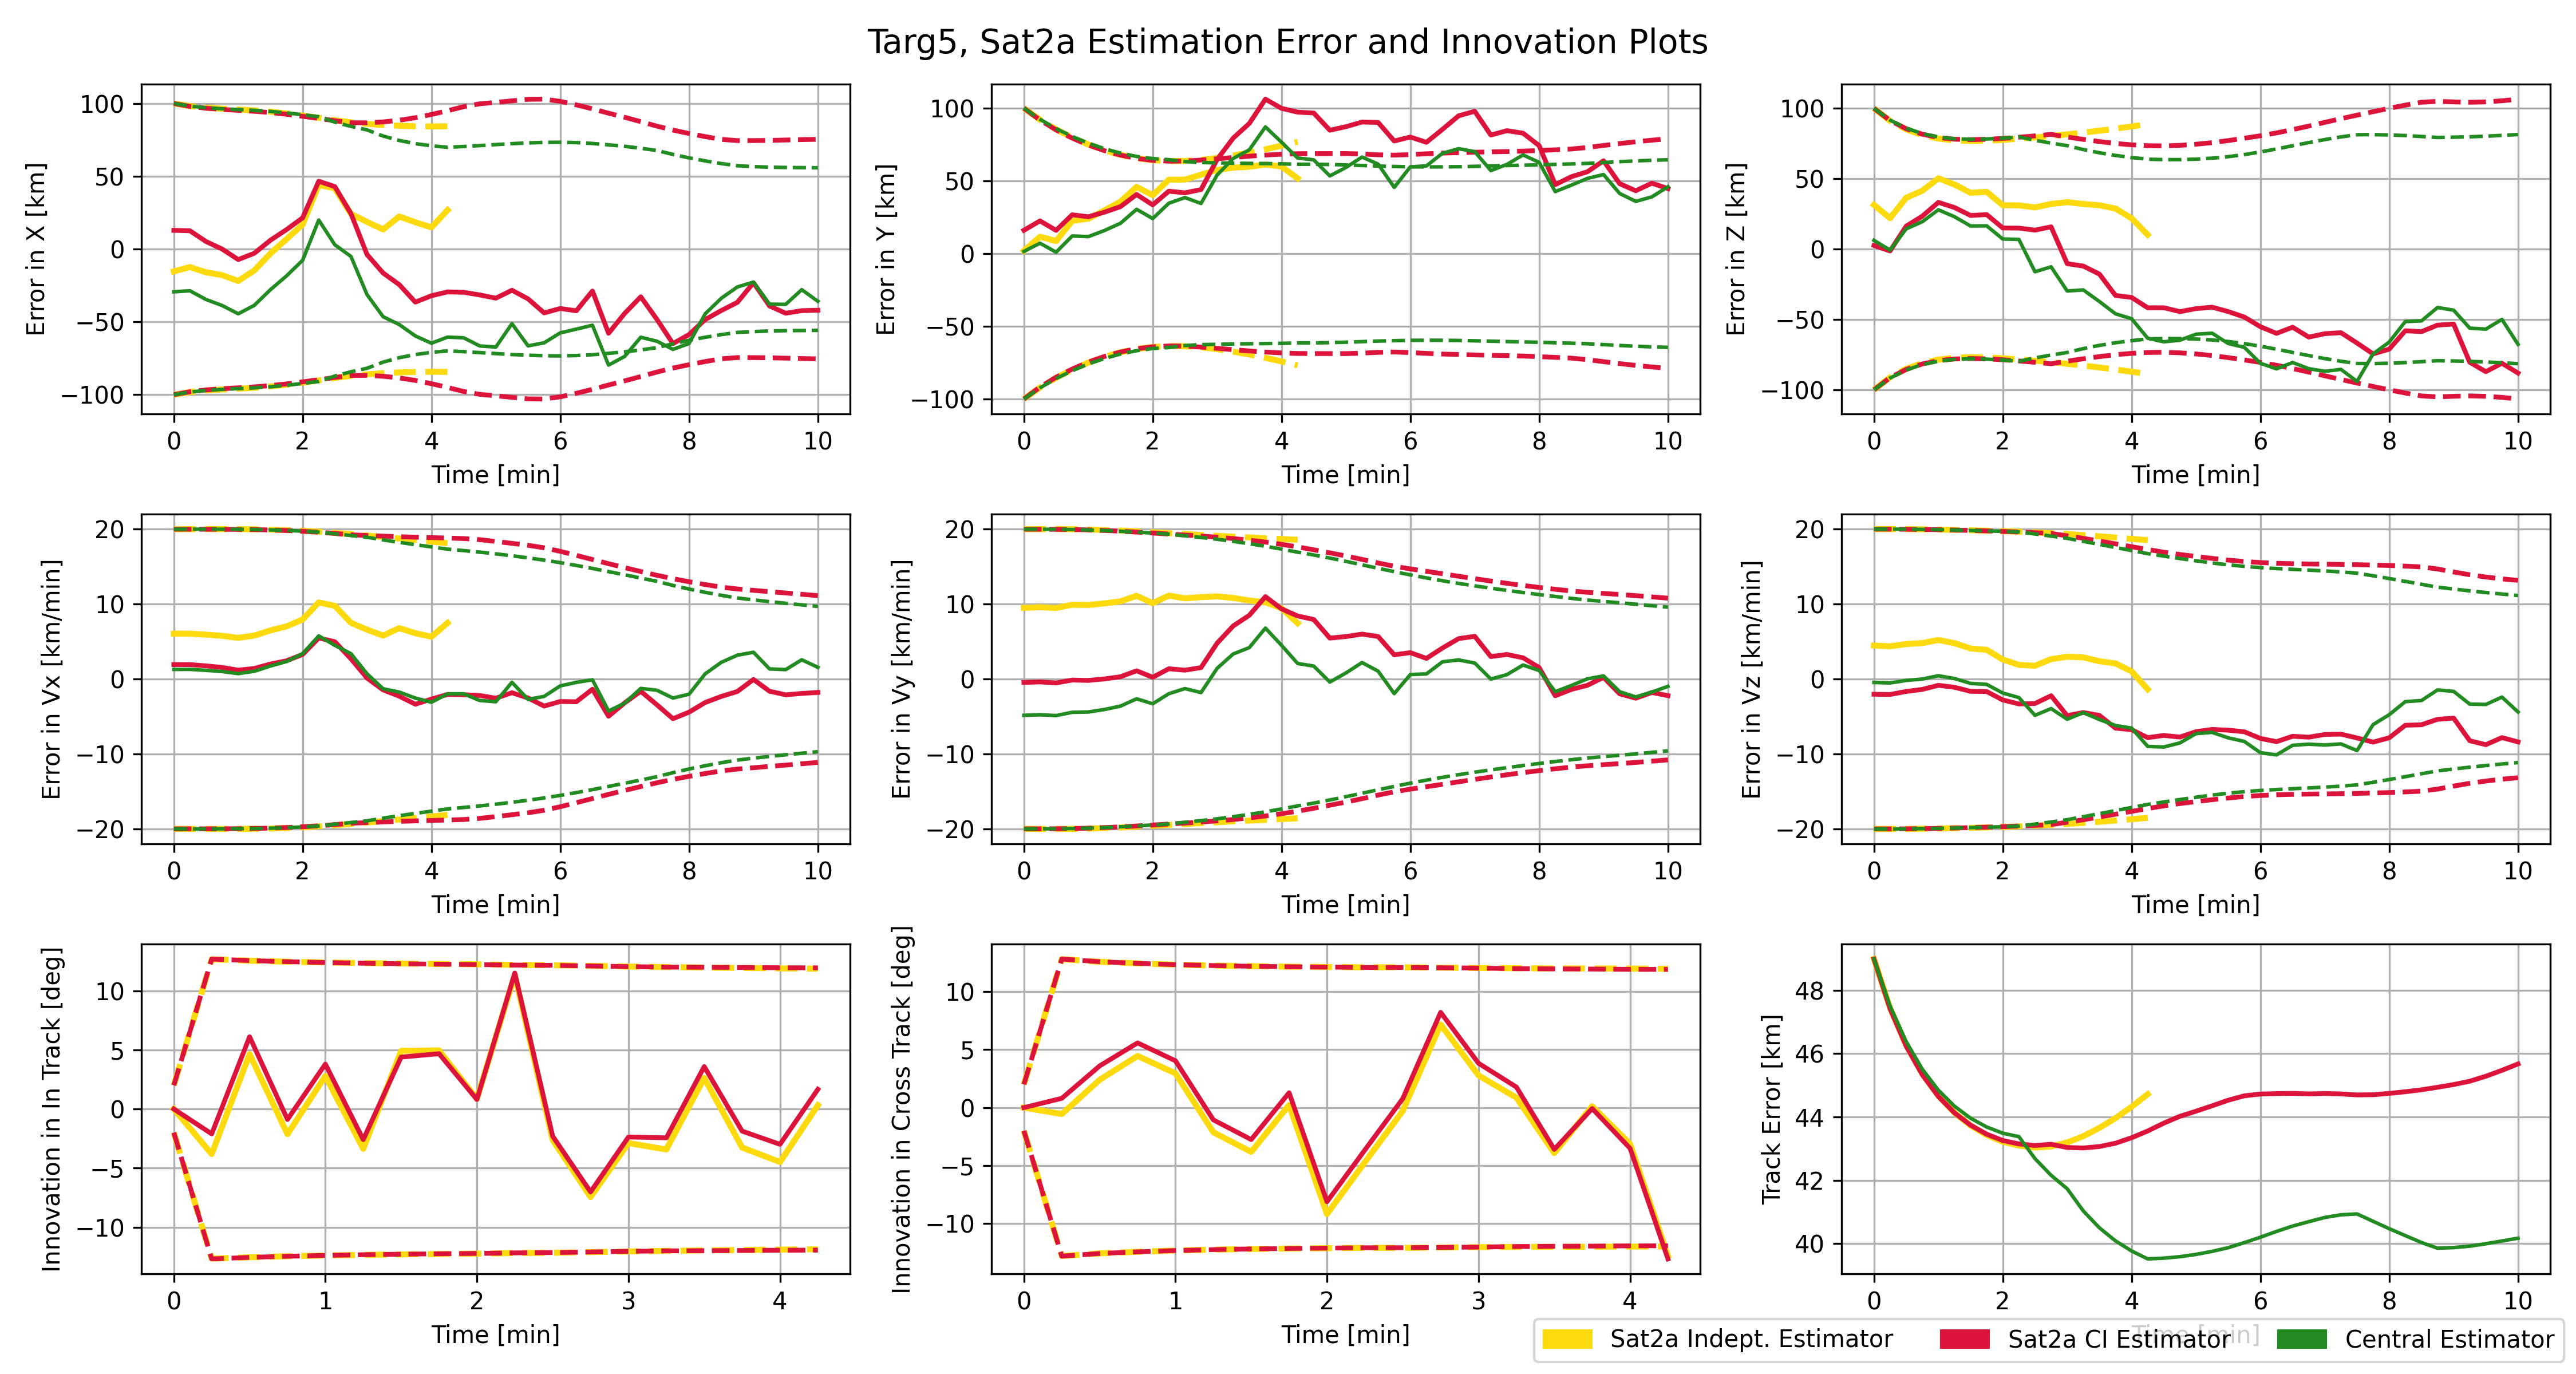 Targ5, Sat2a Estimation Error and Innovation Plots
Error in X [km]
100
50
0
−50
−100
0 2 4 6 8 10
Time [min]
Error in Y [km]
100
50
0
−50
−100
0 2 4 6 8 10
Time [min]
Error in Z [km]
100
50
0
−50
−100
0 2 4 6 8 10
Time [min]
Error in Vx [km/min]
20
10
0
−10
−20
0 2 4 6 8 10
Time [min]
Error in Vy [km/min]
20
10
0
−10
−20
0 2 4 6 8 10
Time [min]
Error in Vz [km/min]
20
10
0
−10
−20
0 2 4 6 8 10
Time [min]
Innovation in In Track [deg]
10
5
0
−5
−10
0 1 2 3 4
Time [min]
Innovation in Cross Track [deg]
10
5
0
−5
−10
0 1 2 3 4
Time [min]
Track Error [km]
48
46
44
42
40
0 2 4 6 8 10
Time [min]
Sat2a Indept. Estimator Sat2a CI Estimator Central Estimator